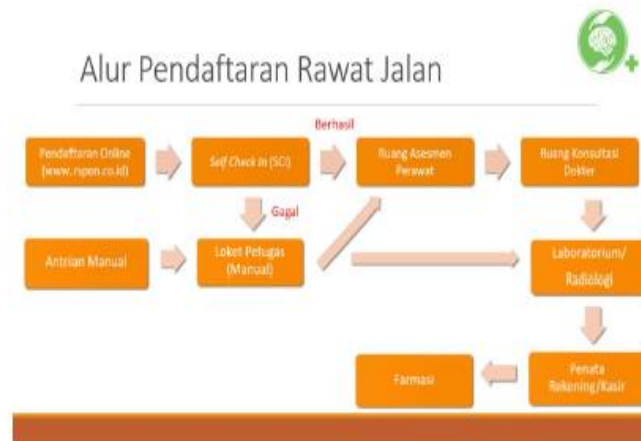 Alur Pendaftaran Rawat Jalan
Berhasil
Pendaftaran Online
(www.rspon.co.id)
Self Check In (SCI)
Ruang Asesmen
Perawat
Ruang Konsultasi
Dokter
Gagal
Antrian Manual
Loket Petugas
(Manual)
Laboratorium/
Radiologi
Farmasi
Penata
Rekening/Kasir